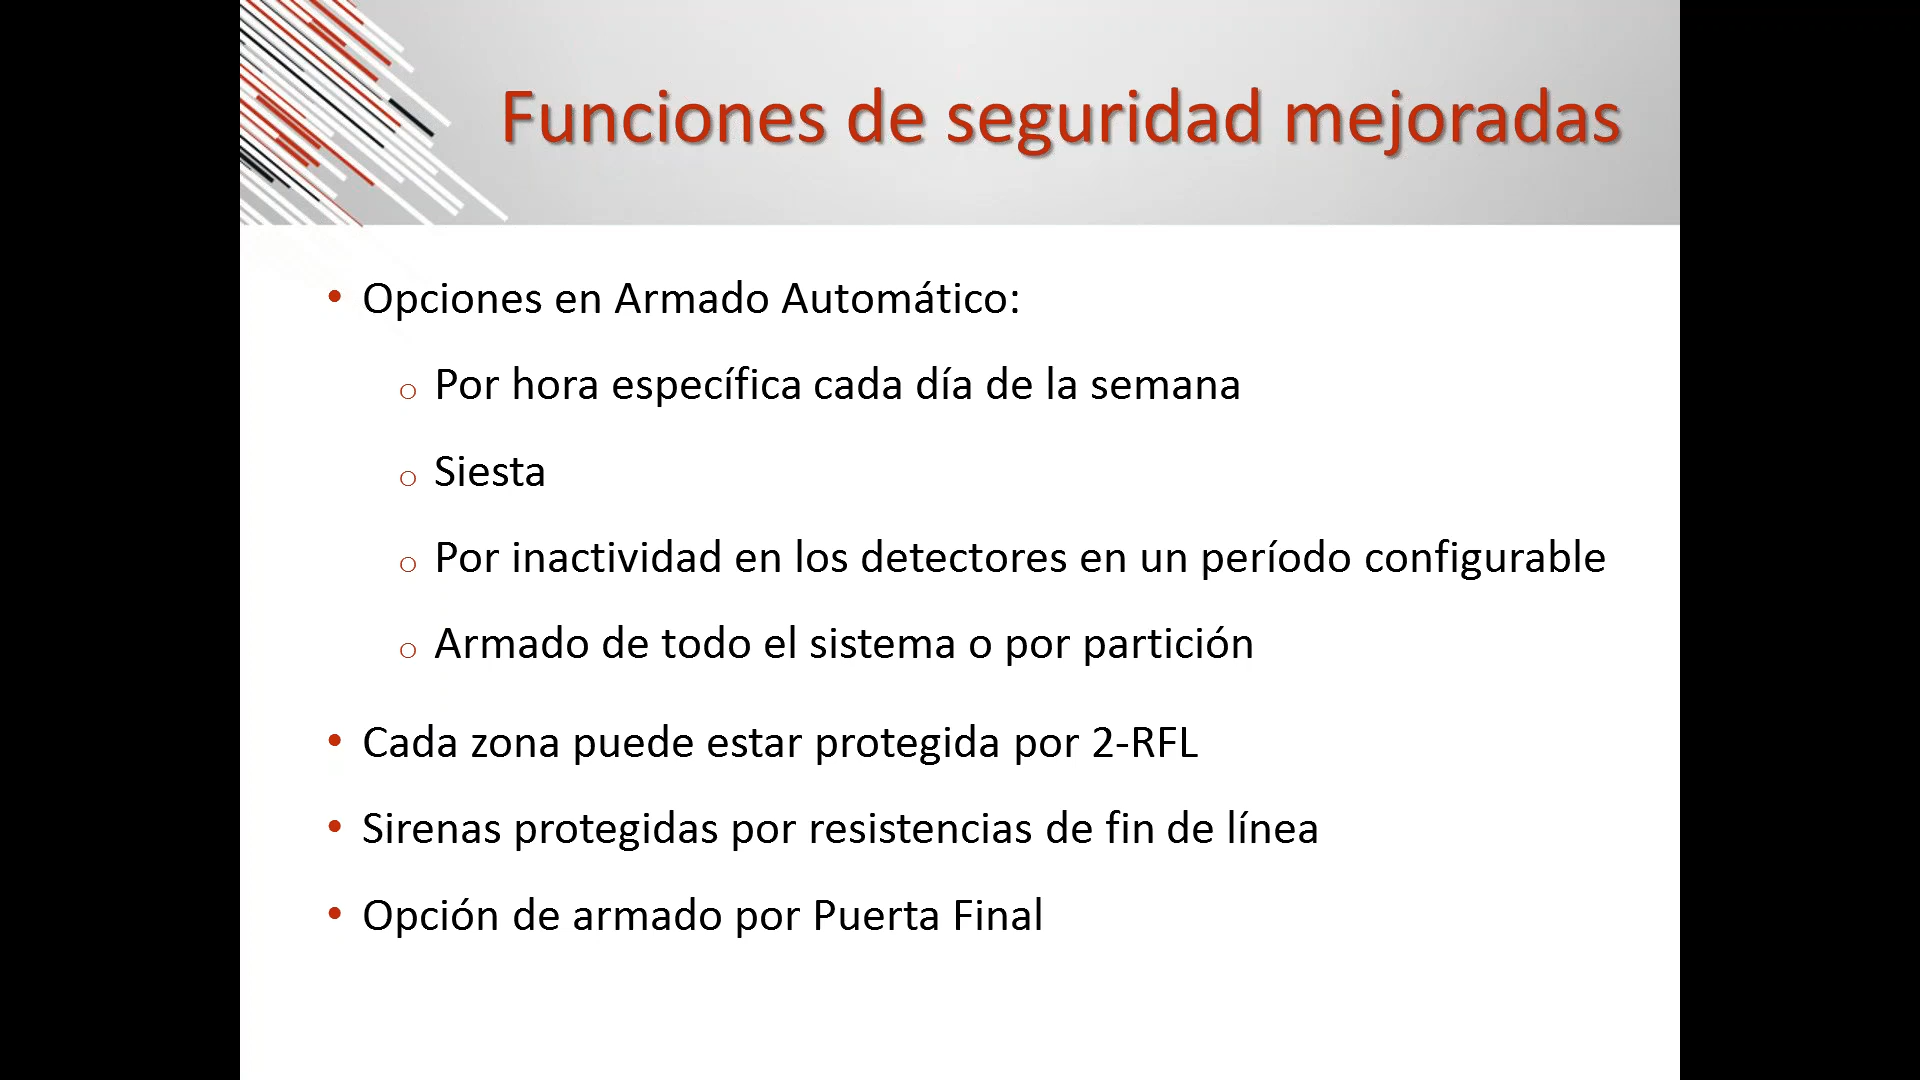 Funciones de seguridad mejoradas
• Opciones en Armado Automático:
o Por hora específica cada día de la semana
o Siesta
o Por inactividad en los detectores en un período configurable
o Armado de todo el sistema o por partición
• Cada zona puede estar protegida por 2-RFL
• Sirenas protegidas por resistencias de fin de línea
• Opción de armado por Puerta Final